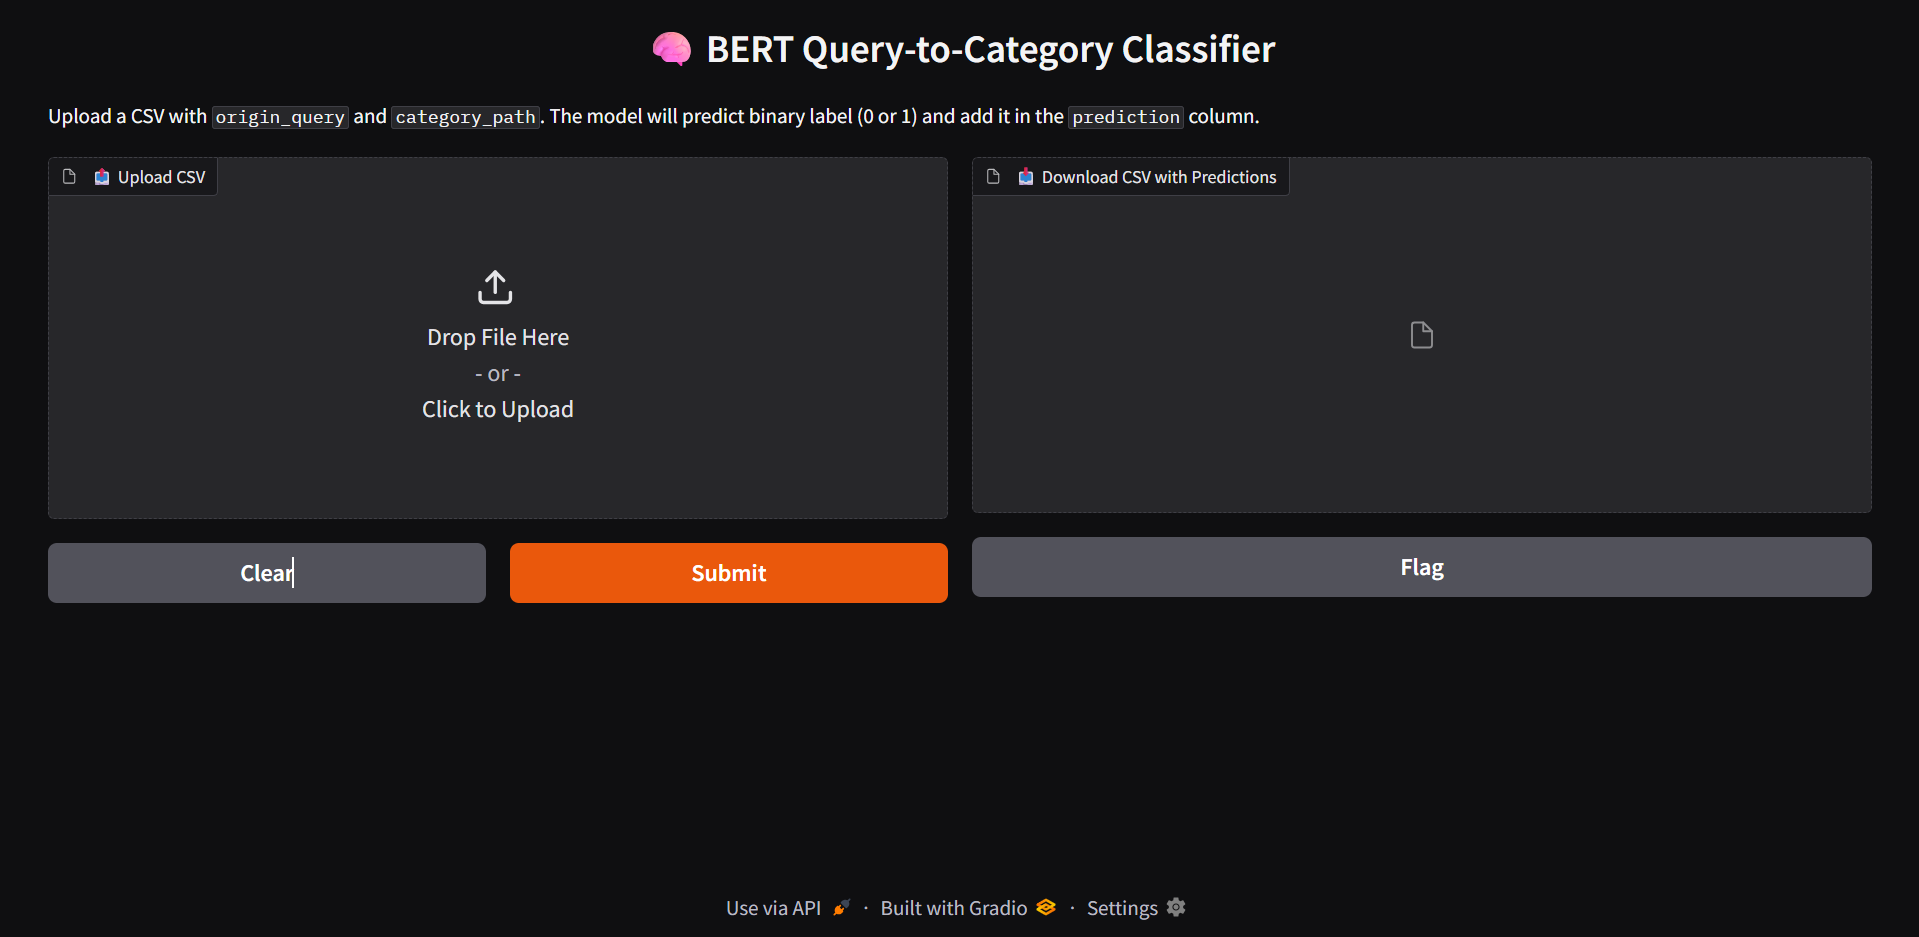 BERT Query-to-Category Classifier
Upload a CSV with origin_query and category_path. The model will predict binary label (0 or 1) and add it in the prediction column.
Upload CSV
Drop File Here
- or -
Click to Upload
Clear
Submit
Download CSV with Predictions
Flag
Use via API · Built with Gradio · Settings